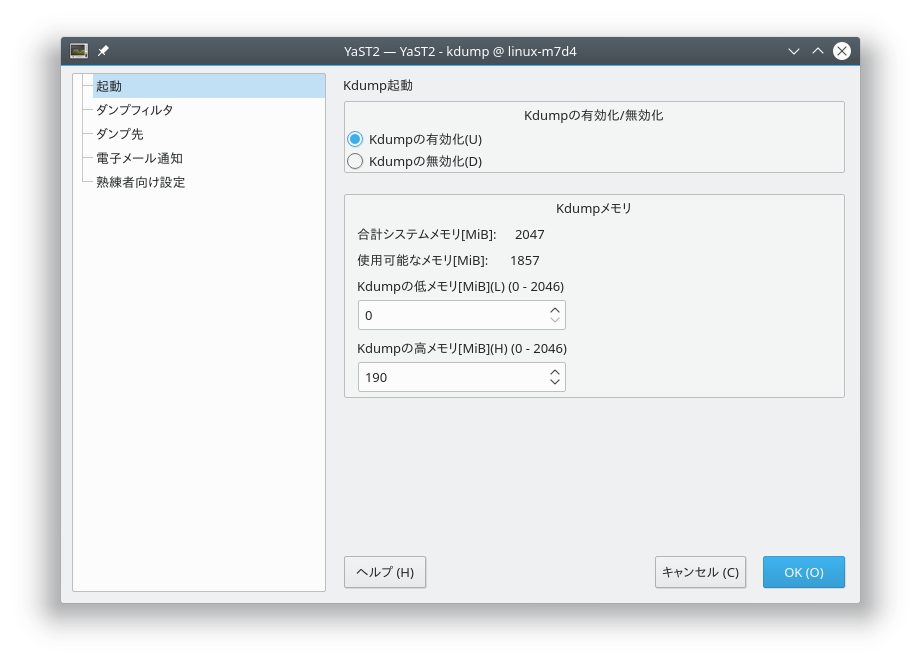 YaST2 — YaST2 - kdump @ linux-m7d4
起動
ダンプフィルタ
ダンプ先
電子メール通知
熟練者向け設定
Kdump起動
Kdumpの有効化/無効化
Kdumpの有効化(U)
Kdumpの無効化(D)
Kdumpメモリ
合計システムメモリ[MiB]: 2047
使用可能なメモリ[MiB]: 1857
Kdumpの低メモリ[MiB](L) (0 - 2046)
0
Kdumpの高メモリ[MiB](H) (0 - 2046)
190
ヘルプ (H)
キャンセル (C)
OK (O)